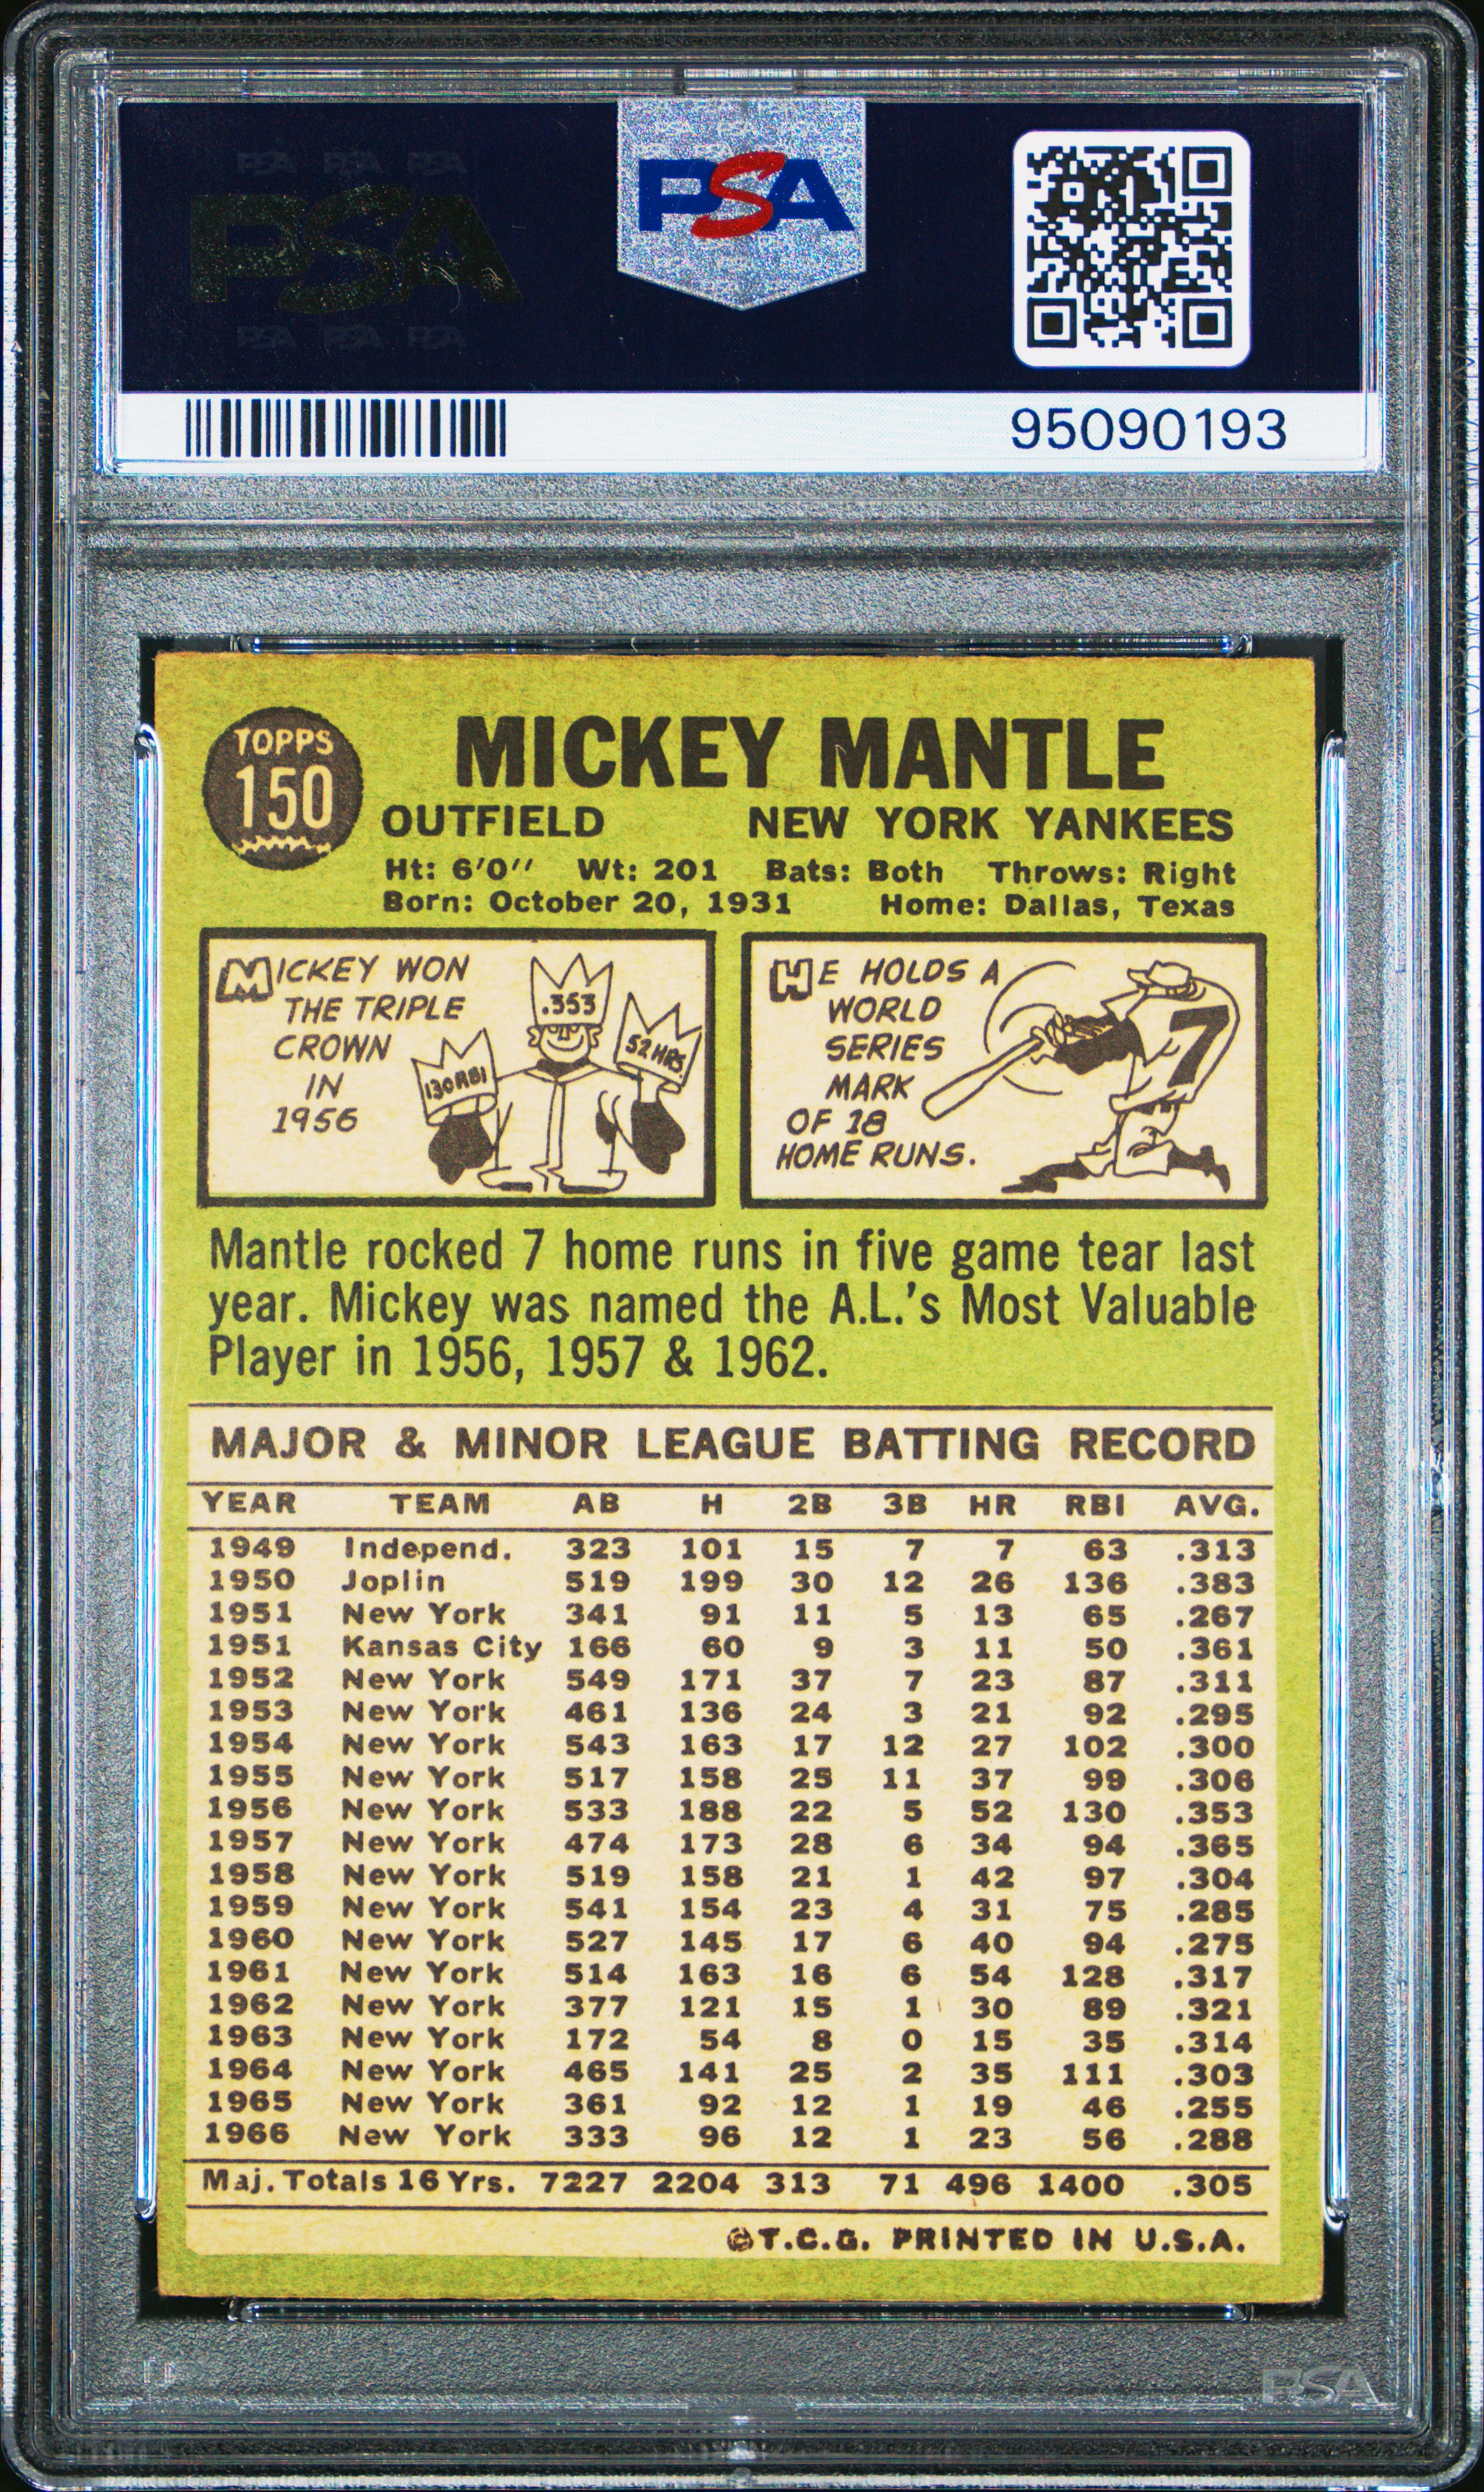 PSA PSA PSA
PSA
PSA PSA PSA
PSA
95090193
TOPPS
150
MICKEY MANTLE
OUTFIELD NEW YORK YANKEES
Ht: 6'0'' Wt: 201 Bats: Both Throws: Right
Born: October 20, 1931 Home: Dallas, Texas
MICKEY WON
THE TRIPLE
CROWN
IN
1956
.353
130 RBI
52 HRS.
HE HOLDS A
WORLD
SERIES
MARK
OF 18
HOME RUNS.
7
Mantle rocked 7 home runs in five game tear last
year. Mickey was named the A.L.'s Most Valuable
Player in 1956, 1957 & 1962.
MAJOR & MINOR LEAGUE BATTING RECORD
YEAR TEAM AB H 2B 3B HR RBI AVG.
1949 Independ. 323 101 15 7 7 63 .313
1950 Joplin 519 199 30 12 26 136 .383
1951 New York 341 91 11 5 13 65 .267
1951 Kansas City 166 60 9 3 11 50 .361
1952 New York 549 171 37 7 23 87 .311
1953 New York 461 136 24 3 21 92 .295
1954 New York 543 163 17 12 27 102 .300
1955 New York 517 158 25 11 37 99 .306
1956 New York 533 188 22 5 52 130 .353
1957 New York 474 173 28 6 34 94 .365
1958 New York 519 158 21 1 42 97 .304
1959 New York 541 154 23 4 31 75 .285
1960 New York 527 145 17 6 40 94 .275
1961 New York 514 163 16 6 54 128 .317
1962 New York 377 121 15 1 30 89 .321
1963 New York 172 54 8 0 15 35 .314
1964 New York 465 141 25 2 35 111 .303
1965 New York 361 92 12 1 19 46 .255
1966 New York 333 96 12 1 23 56 .288
Maj. Totals 16 Yrs. 7227 2204 313 71 496 1400 .305
©T.C.G. PRINTED IN U.S.A.
PSA